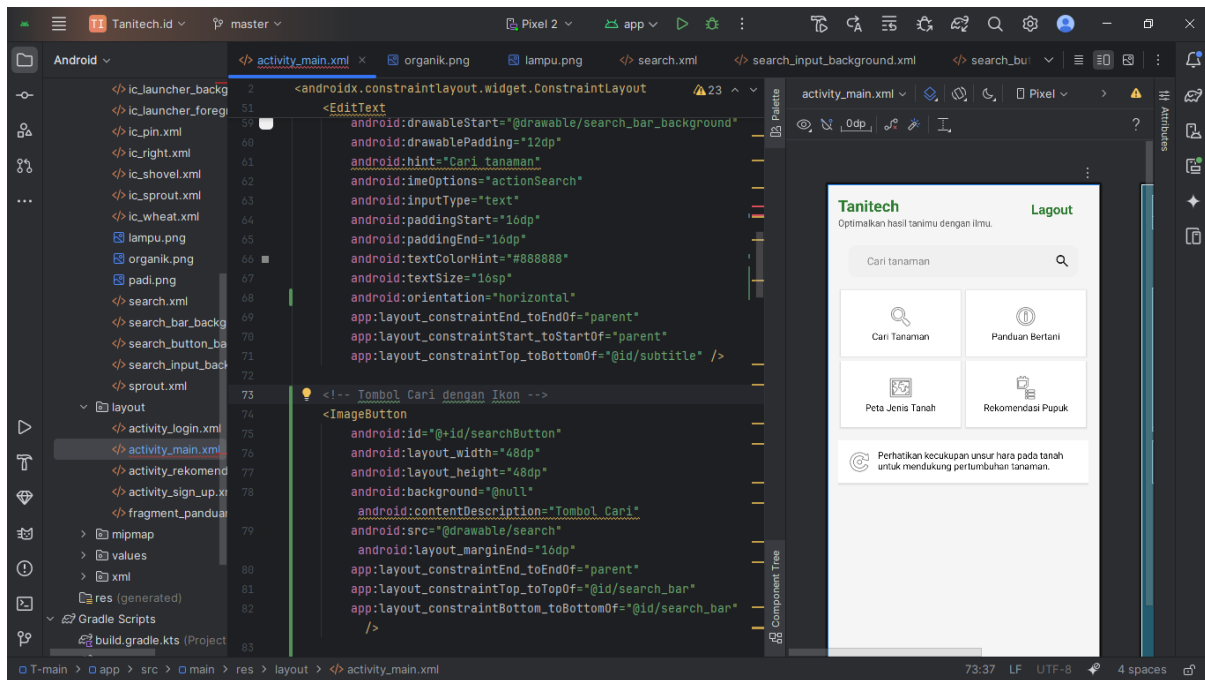 TI Tanitech.id master Pixel 2 app
Android activity_main.xml organik.png lampu.png search.xml search_input_background.xml search_but
ic_launcher_backg
ic_launcher_foregr
ic_pin.xml
ic_right.xml
ic_shovel.xml
ic_sprout.xml
ic_wheat.xml
lampu.png
organik.png
padi.png
search.xml
search_bar_backg
search_button_ba
search_input_back
sprout.xml
layout
activity_login.xml
activity_main.xml
activity_rekomend
activity_sign_up.x
fragment_panduar
mipmap
values
xml
res (generated)
Gradle Scripts
build.gradle.kts (Project
2 <androidx.constraintlayout.widget.ConstraintLayout 23
51 <EditText
59 android:drawableStart="@drawable/search_bar_background"
60 android:drawablePadding="12dp"
61 android:hint="Cari tanaman"
62 android:imeOptions="actionSearch"
63 android:inputType="text"
64 android:paddingStart="16dp"
65 android:paddingEnd="16dp"
66 android:textColorHint="#888888"
67 android:textSize="16sp"
68 android:orientation="horizontal"
69 app:layout_constraintEnd_toEndOf="parent"
70 app:layout_constraintStart_toStartOf="parent"
71 app:layout_constraintTop_toBottomOf="@id/subtitle" />
72
73 <!-- Tombol Cari dengan Ikon -->
74 <ImageButton
75 android:id="@+id/searchButton"
76 android:layout_width="48dp"
77 android:layout_height="48dp"
78 android:background="@null"
android:contentDescription="Tombol Cari"
79 android:src="@drawable/search"
android:layout_marginEnd="16dp"
80 app:layout_constraintEnd_toEndOf="parent"
81 app:layout_constraintTop_toTopOf="@id/search_bar"
82 app:layout_constraintBottom_toBottomOf="@id/search_bar"
/>
83
Palette
Component Tree
activity_main.xml Pixel
0dp ?
Attributes
Tanitech
Lagout
Optimalkan hasil tanimu dengan ilmu.
Cari tanaman
Cari Tanaman
Panduan Bertani
Peta Jenis Tanah
Rekomendasi Pupuk
Perhatikan kecukupan unsur hara pada tanah
untuk mendukung pertumbuhan tanaman.
T-main > app > src > main > res > layout > activity_main.xml 73:37 LF UTF-8 4 spaces